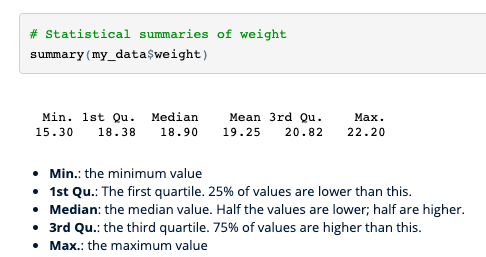 # Statistical summaries of weight
summary(my_data$weight)
Min. 1st Qu. Median Mean 3rd Qu. Max.
15.30 18.38 18.90 19.25 20.82 22.20
• Min.: the minimum value
• 1st Qu.: The first quartile. 25% of values are lower than this.
• Median: the median value. Half the values are lower; half are higher.
• 3rd Qu.: the third quartile. 75% of values are higher than this.
• Max.: the maximum value